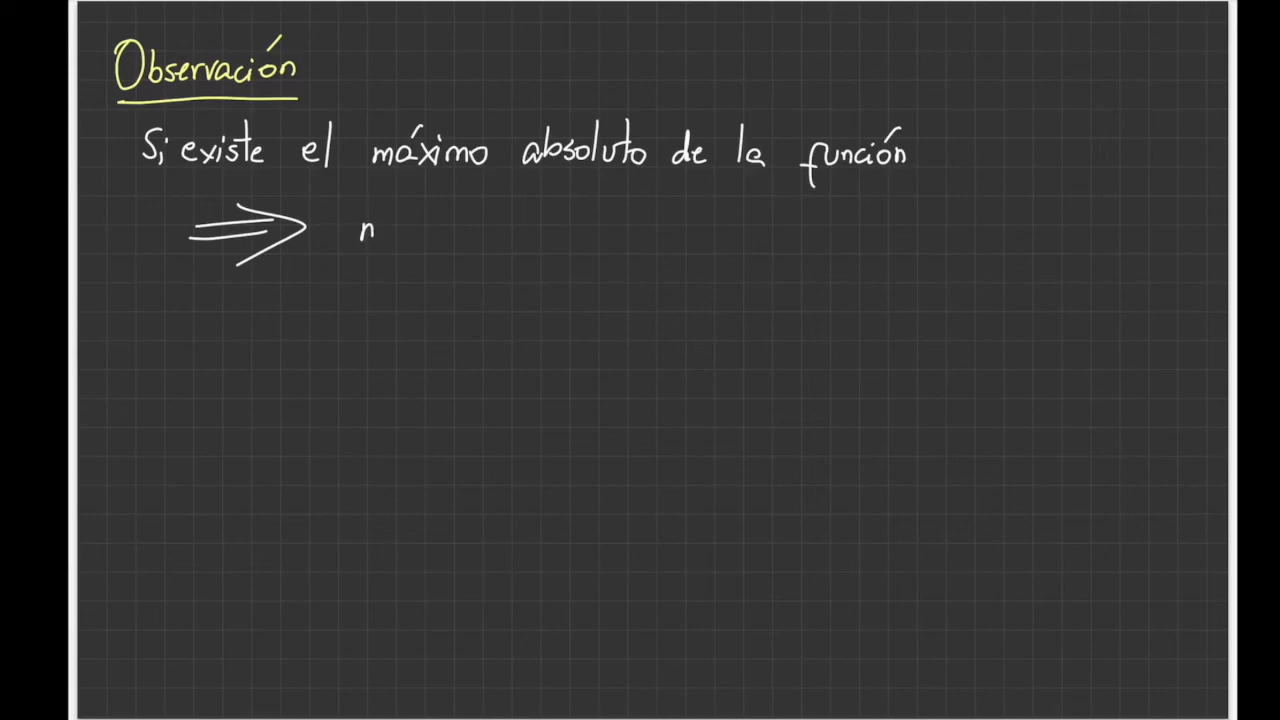 Observación
Si existe el máximo absoluto de la función
⟹ n